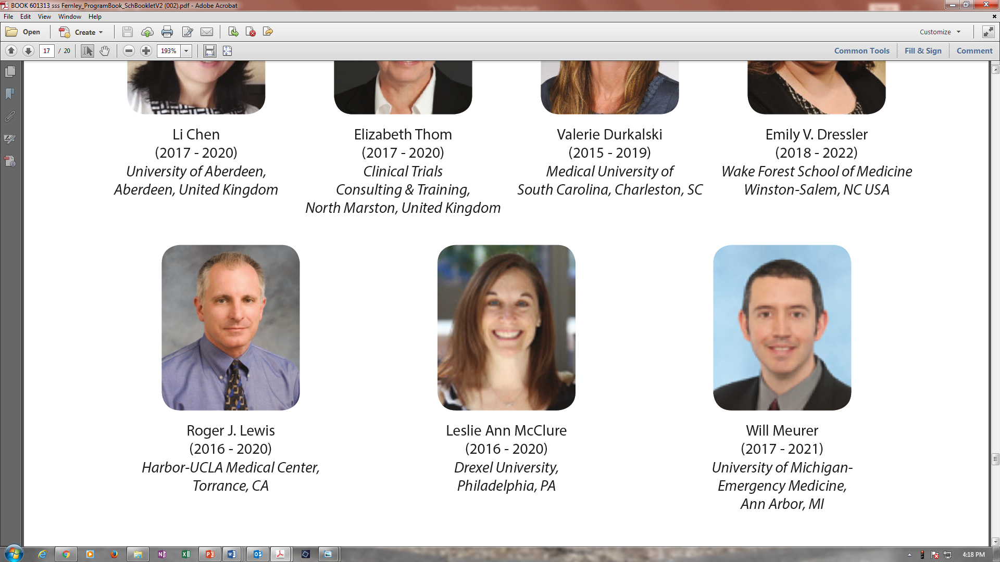 BOOK 601313 sss Fernley_ProgramBook_SchBookletV2 (002).pdf - Adobe Acrobat
File Edit View Window Help
Open Create Customize
17 / 20 193% Common Tools Fill & Sign Comment
Li Chen
(2017 - 2020)
University of Aberdeen,
Aberdeen, United Kingdom
Elizabeth Thom
(2017 - 2020)
Clinical Trials
Consulting & Training,
North Marston, United Kingdom
Valerie Durkalski
(2015 - 2019)
Medical University of
South Carolina, Charleston, SC
Emily V. Dressler
(2018 - 2022)
Wake Forest School of Medicine
Winston-Salem, NC USA
Roger J. Lewis
(2016 - 2020)
Harbor-UCLA Medical Center,
Torrance, CA
Leslie Ann McClure
(2016 - 2020)
Drexel University,
Philadelphia, PA
Will Meurer
(2017 - 2021)
University of Michigan-
Emergency Medicine,
Ann Arbor, MI
4:18 PM